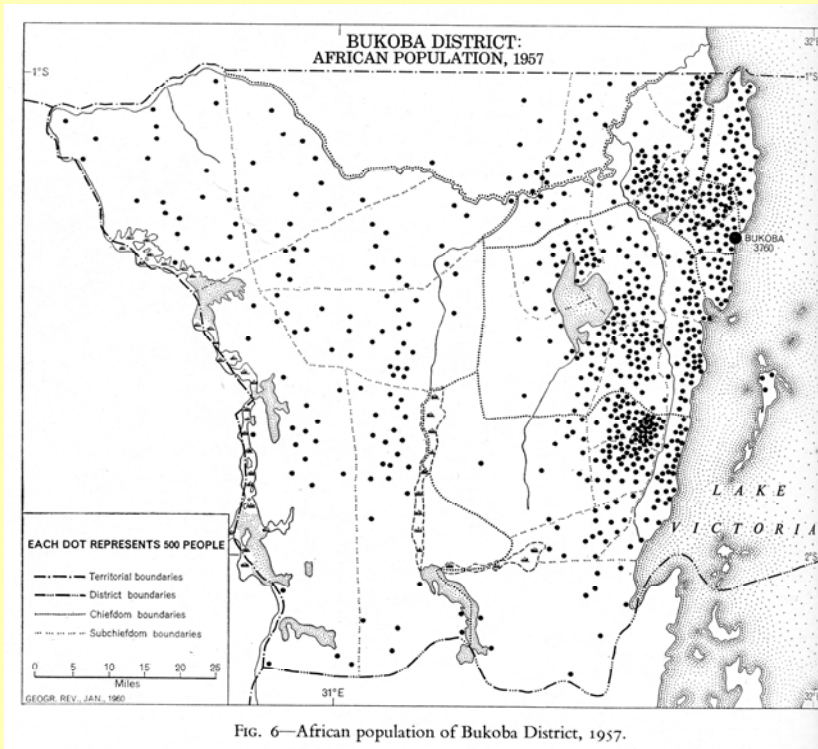 BUKOBA DISTRICT:
AFRICAN POPULATION, 1957
32°E
1°S
1°S
BUKOBA
3760
LAKE
VICTORIA
2°S
EACH DOT REPRESENTS 500 PEOPLE
Territorial boundaries
District boundaries
Chiefdom boundaries
Subchiefdom boundaries
0 5 10 15 20 25
Miles
GEOGR. REV., JAN., 1960
31°E
32°E
FIG. 6—African population of Bukoba District, 1957.